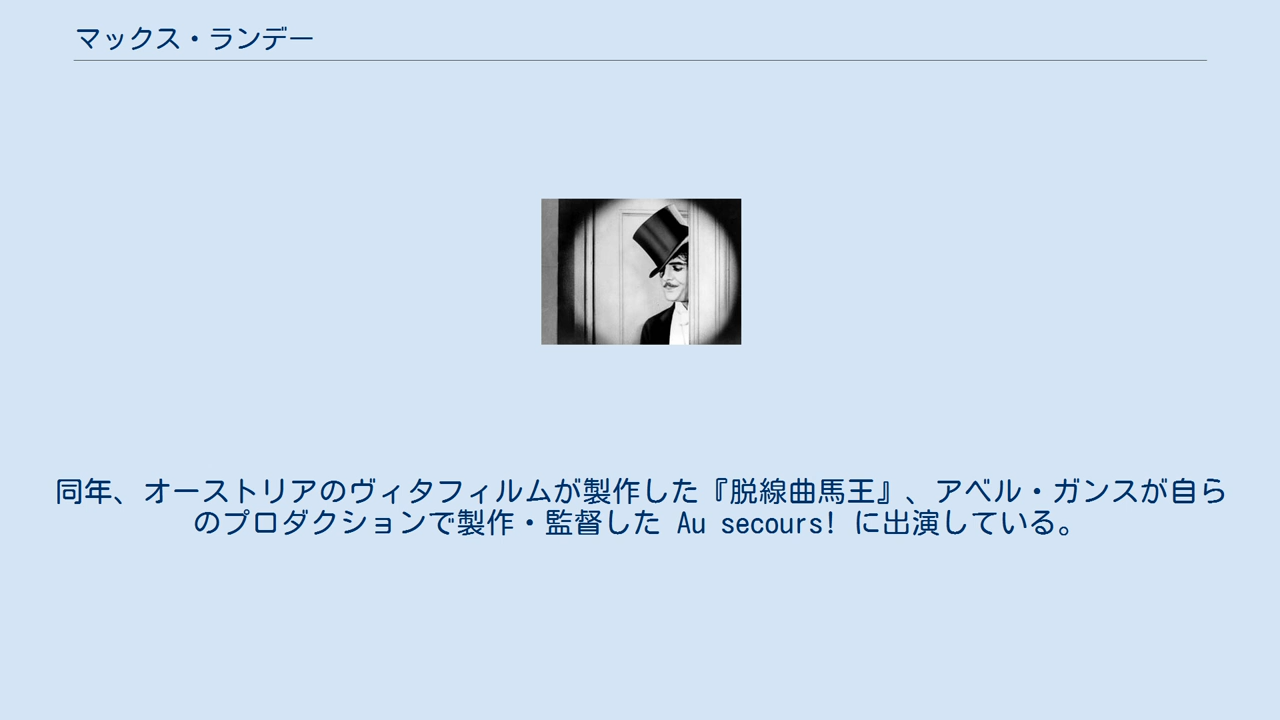 マックス・ランデー
同年、オーストリアのヴィタフィルムが製作した『脱線曲馬王』、アベル・ガンスが自ら
のプロダクションで製作・監督した Au secours! に出演している。